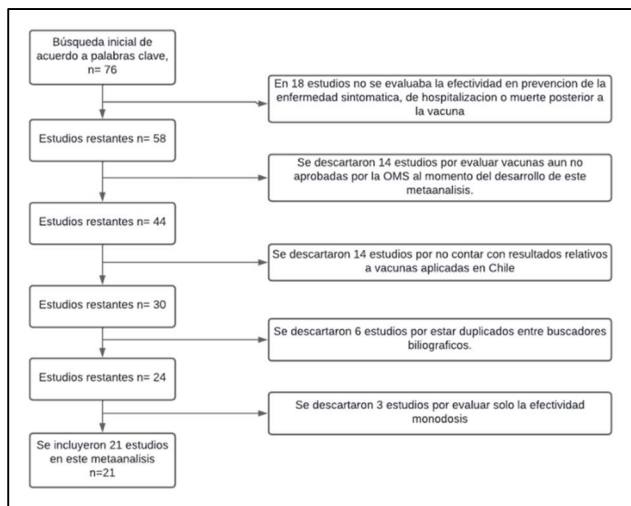 Búsqueda inicial de
acuerdo a palabras clave,
n= 76
En 18 estudios no se evaluaba la efectividad en prevencion de la
enfermedad sintomatica, de hospitalizacion o muerte posterior a
la vacuna
Estudios restantes n= 58
Se descartaron 14 estudios por evaluar vacunas aun no
aprobadas por la OMS al momento del desarrollo de este
metaanalisis.
Estudios restantes n= 44
Se descartaron 14 estudios por no contar con resultados relativos
a vacunas aplicadas en Chile
Estudios restantes n= 30
Se descartaron 6 estudios por estar duplicados entre buscadores
biliograficos.
Estudios restantes n= 24
Se descartaron 3 estudios por evaluar solo la efectividad
monodosis
Se incluyeron 21 estudios
en este metaanalisis
n=21